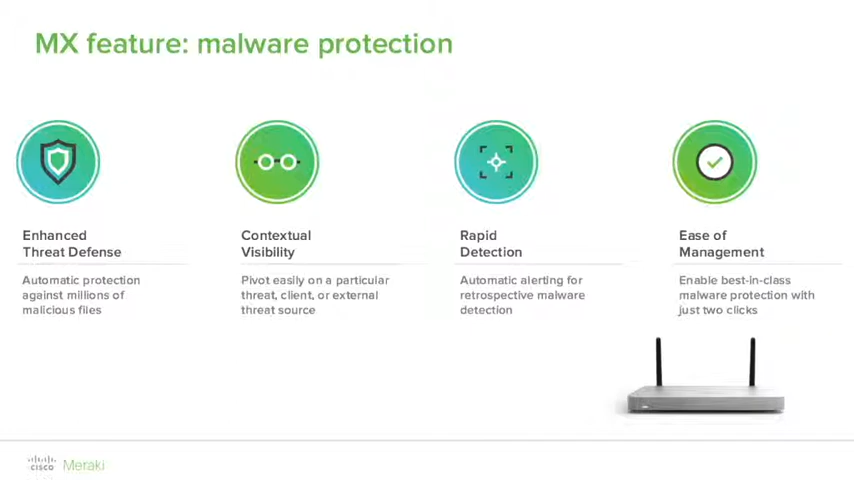 MX feature: malware protection
Enhanced
Threat Defense
Automatic protection
against millions of
malicious files
Contextual
Visibility
Pivot easily on a particular
threat, client, or external
threat source
Rapid
Detection
Automatic alerting for
retrospective malware
detection
Ease of
Management
Enable best-in-class
malware protection with
just two clicks
cisco Meraki